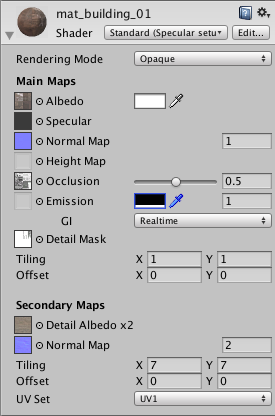 mat_building_01
Shader Standard (Specular setu Edit...
Rendering Mode Opaque
Main Maps
Albedo
Specular
Normal Map 1
Height Map
Occlusion 0.5
Emission 1
GI Realtime
Detail Mask
Tiling X 1 Y 1
Offset X 0 Y 0
Secondary Maps
Detail Albedo x2
Normal Map 2
Tiling X 7 Y 7
Offset X 0 Y 0
UV Set UV1